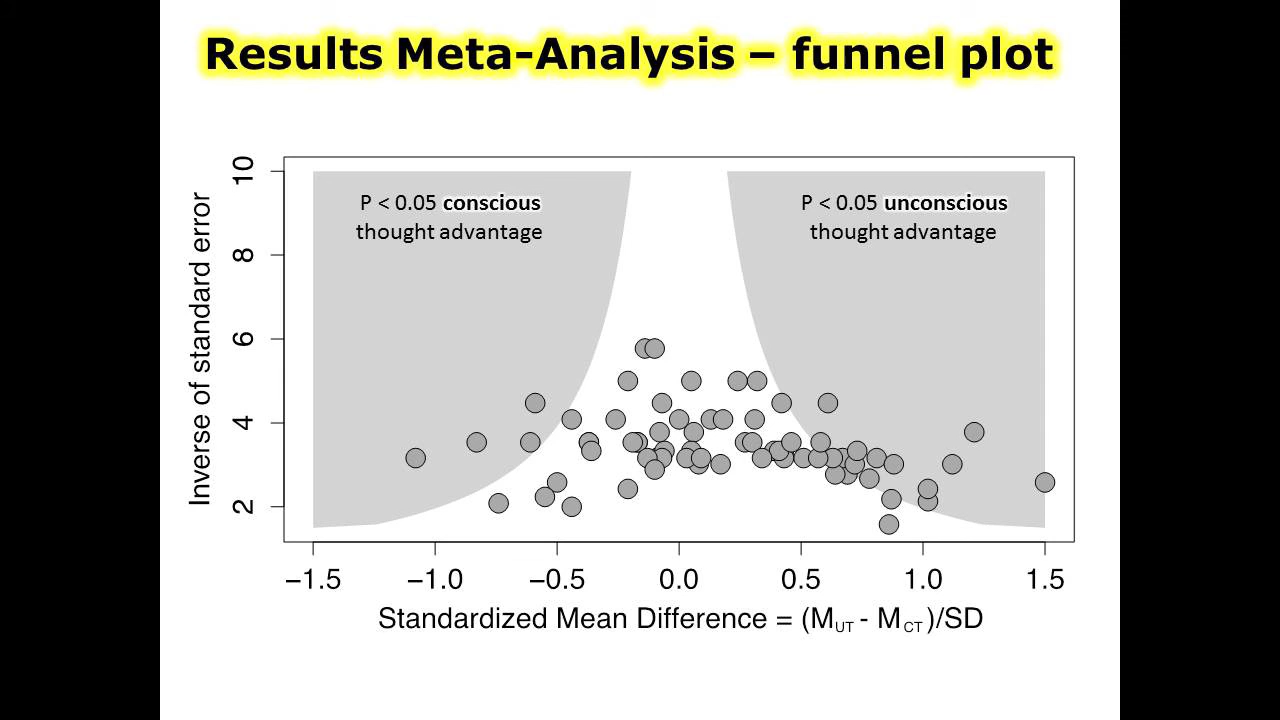 Results Meta-Analysis – funnel plot
P < 0.05 conscious
thought advantage
P < 0.05 unconscious
thought advantage
Inverse of standard error
10
8
6
4
2
−1.5
−1.0
−0.5
0.0
0.5
1.0
1.5
Standardized Mean Difference = (MUT - MCT)/SD